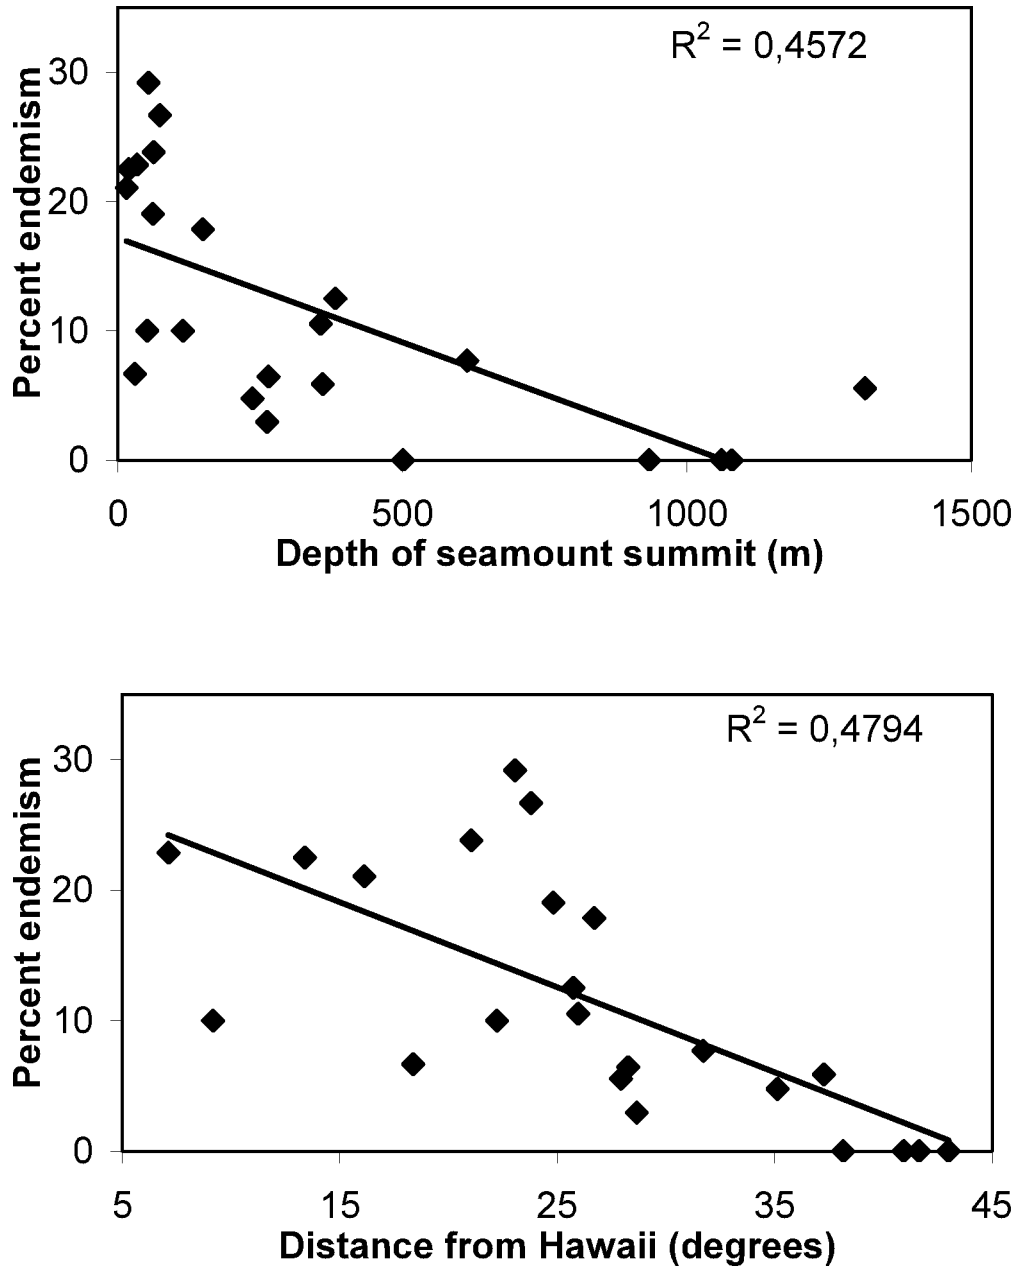 R² = 0,4572
30
20
10
0
Percent endemism
0 500 1000 1500
Depth of seamount summit (m)
R² = 0,4794
30
20
10
0
Percent endemism
5 15 25 35 45
Distance from Hawaii (degrees)